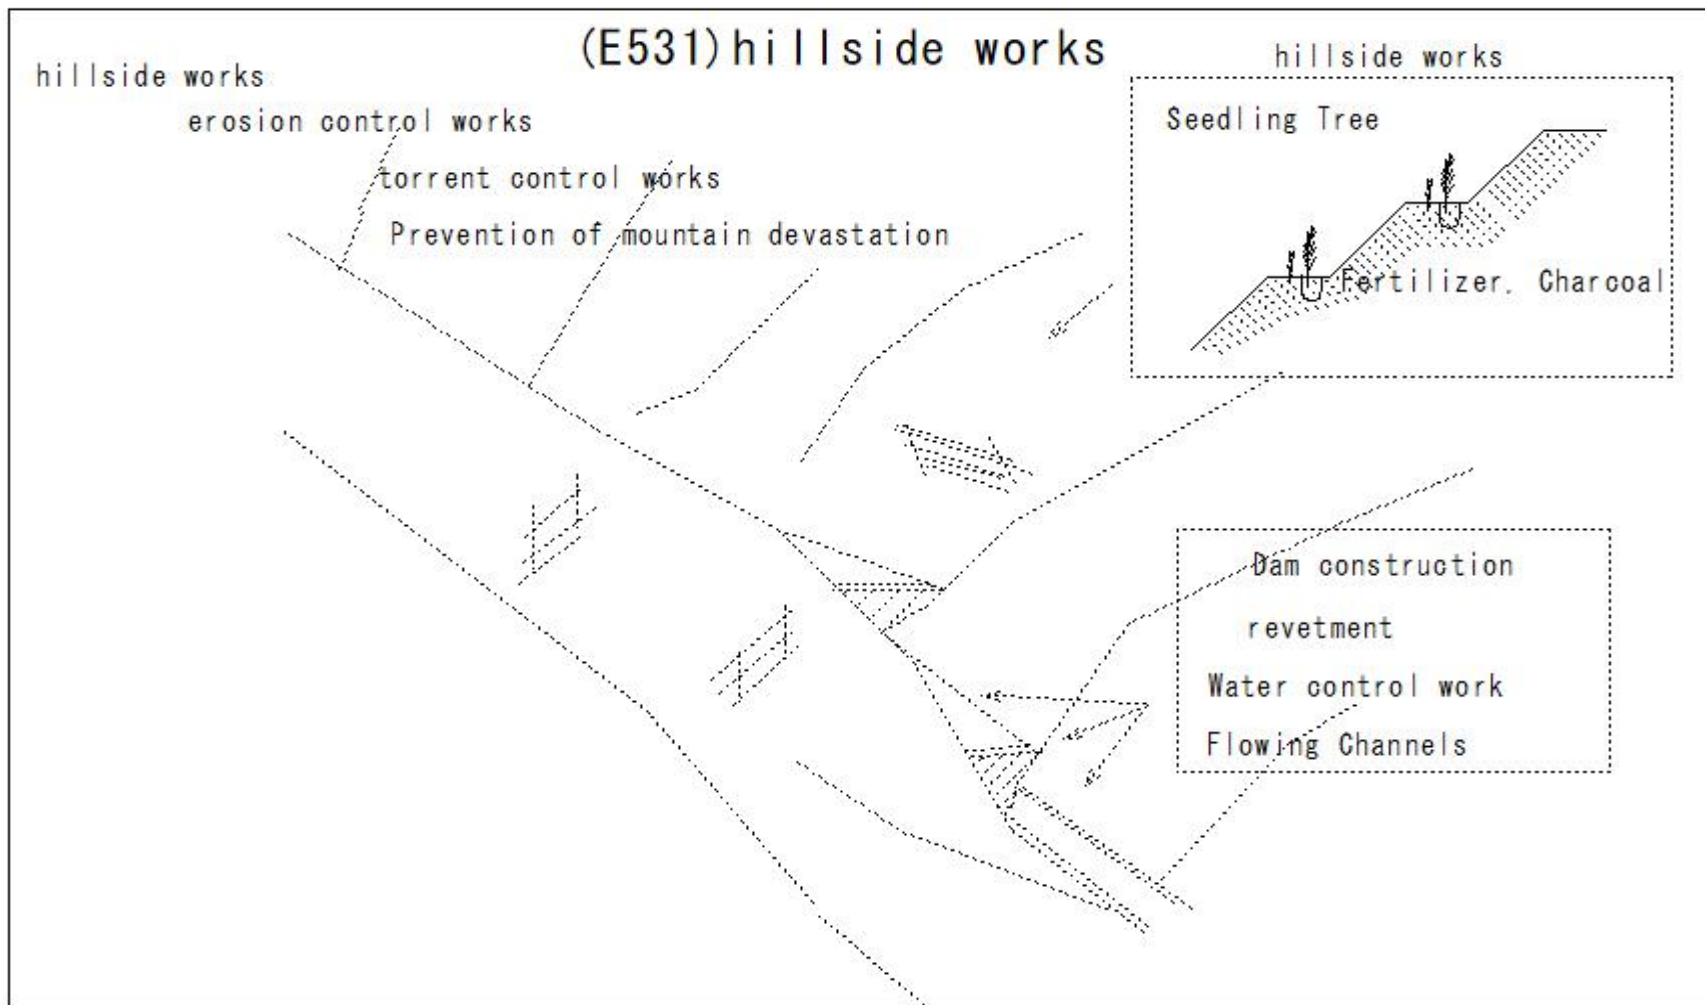 (E531)hillside works
hillside works
erosion control works
torrent control works
Prevention of mountain devastation
hillside works
Seedling Tree
Fertilizer. Charcoal
Dam construction
revetment
Water control work
Flowing Channels